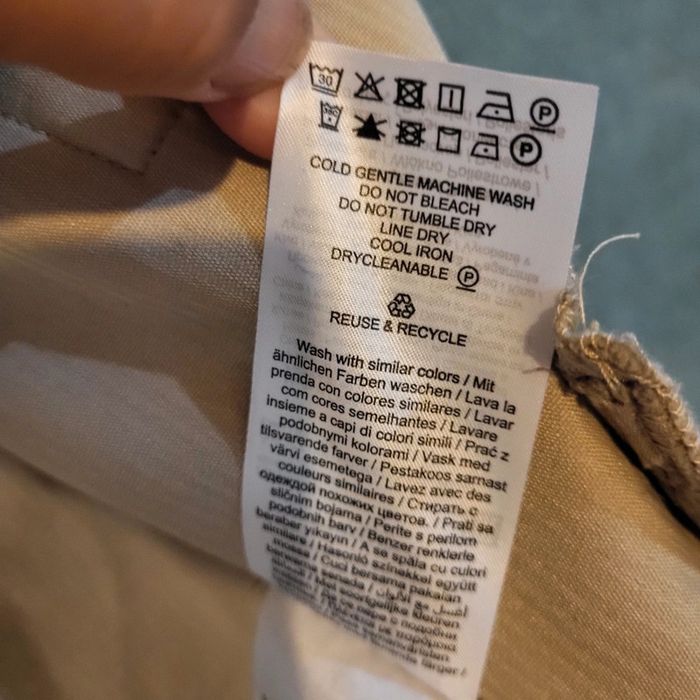 30 P
P
COLD GENTLE MACHINE WASH
DO NOT BLEACH
DO NOT TUMBLE DRY
LINE DRY
COOL IRON
DRYCLEANABLE P
REUSE & RECYCLE
Wash with similar colors / Mit
ähnlichen Farben waschen / Lava la
prenda con colores similares / Lavar
com cores semelhantes / Lavare
insieme a capi di colori simili / Prać z
podobnymi kolorami / Vask med
tilsvarende farver / Pestakoos samast
värvi esemetega / Lavez avec des
couleurs similaires / Стирать с
одеждой похожих цветов. / Prati sa
sličnim bojama / Perite s perilom
podobnih barv / Benzer renklerle
beraber yıkayın / A se spăla cu culori
similare / Hasonló színekkel együtt
mossa / Cuci bersama pakaian